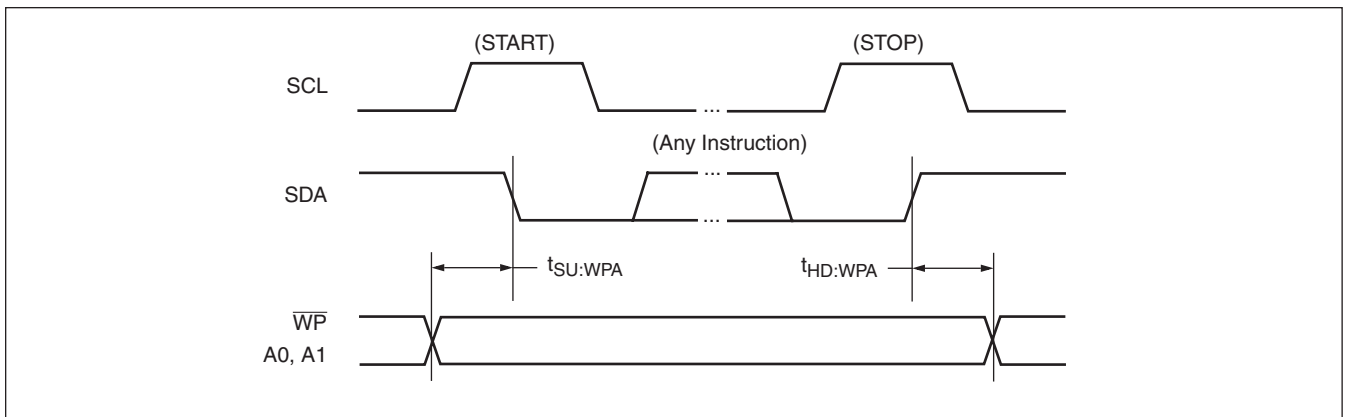 (START)
(STOP)
SCL
...
(Any Instruction)
...
SDA
...
tSU:WPA
tHD:WPA
WP
A0, A1